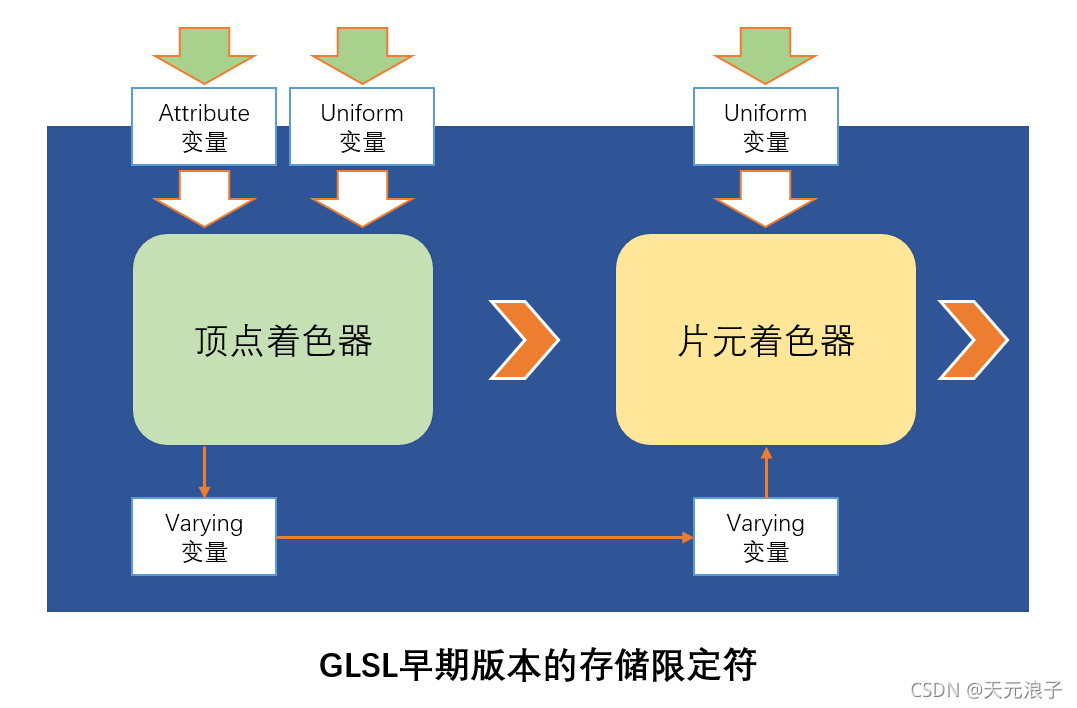 Attribute
变量
Uniform
变量
Uniform
变量
顶点着色器
片元着色器
Varying
变量
Varying
变量
GLSL早期版本的存储限定符
CSDN @天元浪子